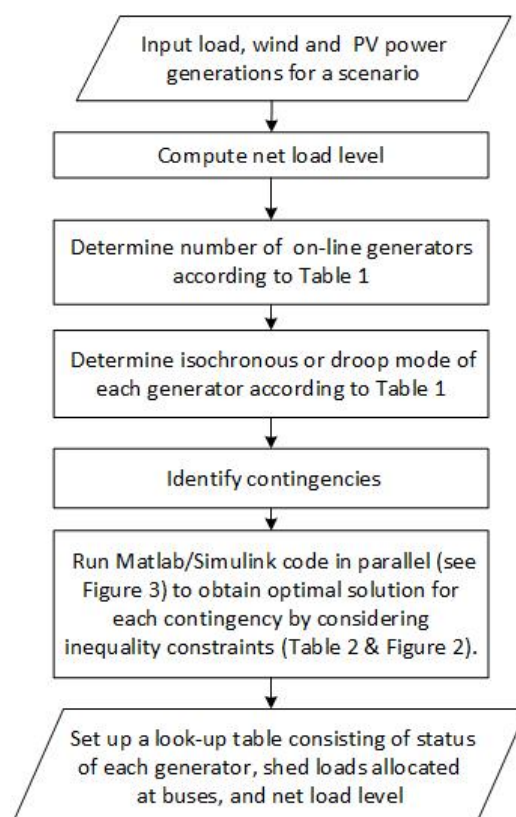 Input load, wind and PV power
generations for a scenario
Compute net load level
Determine number of on-line generators
according to Table 1
Determine isochronous or droop mode of
each generator according to Table 1
Identify contingencies
Run Matlab/Simulink code in parallel (see
Figure 3) to obtain optimal solution for
each contingency by considering
inequality constraints (Table 2 & Figure 2).
Set up a look-up table consisting of status
of each generator, shed loads allocated
at buses, and net load level